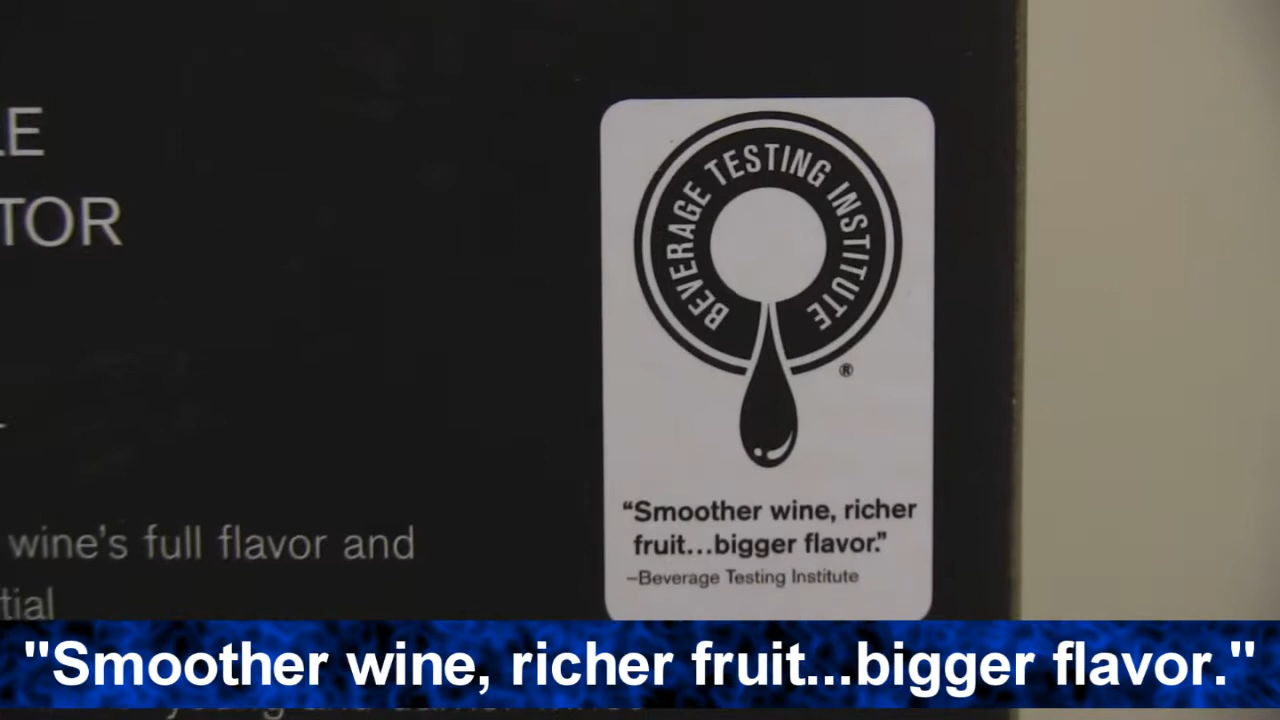 LE
TOR
BEVERAGE TESTING INSTITUTE
®
“Smoother wine, richer
fruit...bigger flavor.”
–Beverage Testing Institute
wine's full flavor and
tial
"Smoother wine, richer fruit...bigger flavor."